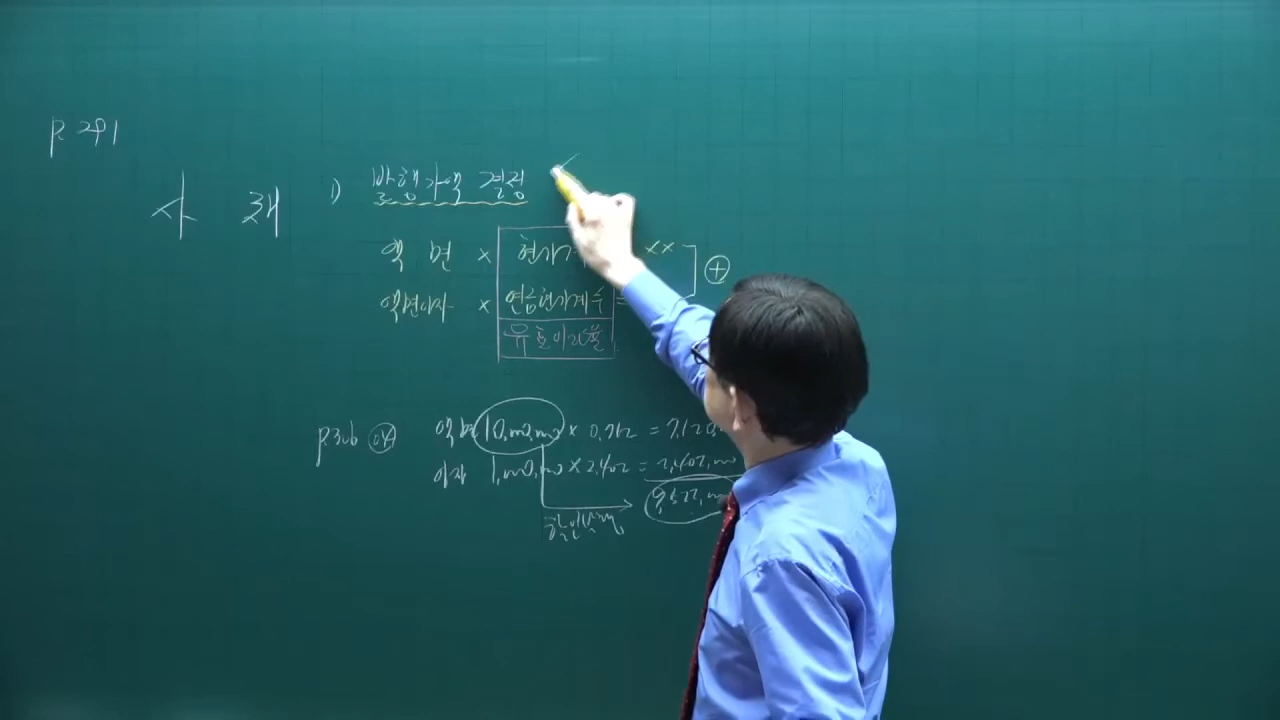 p. 291
사 채
1) 발행가액 결정
액 면 × 현가계 ××
액면이자 × 연금현가계수 =
⊕
유효이자율
p.306 액면 10,000,000 × 0.712 = 7,120,
이자 1,000,000 × 2.402 = 2,402,000
9,522,000
할인발행